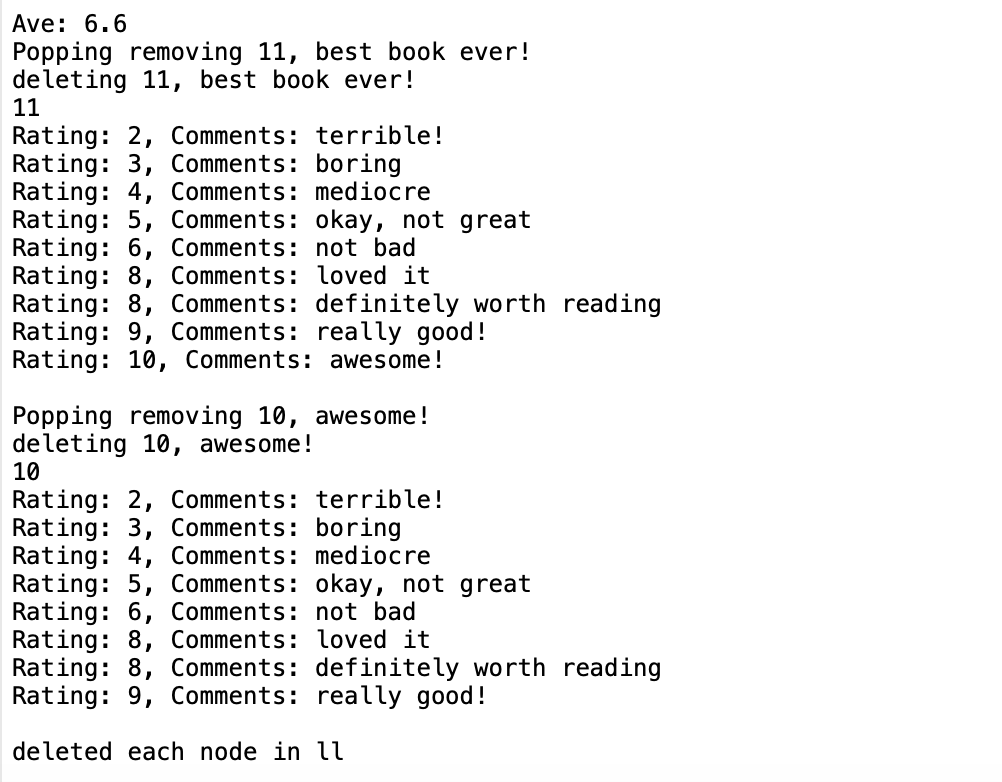 Ave: 6.6
Popping removing 11, best book ever!
deleting 11, best book ever!
11
Rating: 2, Comments: terrible!
Rating: 3, Comments: boring
Rating: 4, Comments: mediocre
Rating: 5, Comments: okay, not great
Rating: 6, Comments: not bad
Rating: 8, Comments: loved it
Rating: 8, Comments: definitely worth reading
Rating: 9, Comments: really good!
Rating: 10, Comments: awesome!

Popping removing 10, awesome!
deleting 10, awesome!
10
Rating: 2, Comments: terrible!
Rating: 3, Comments: boring
Rating: 4, Comments: mediocre
Rating: 5, Comments: okay, not great
Rating: 6, Comments: not bad
Rating: 8, Comments: loved it
Rating: 8, Comments: definitely worth reading
Rating: 9, Comments: really good!

deleted each node in ll